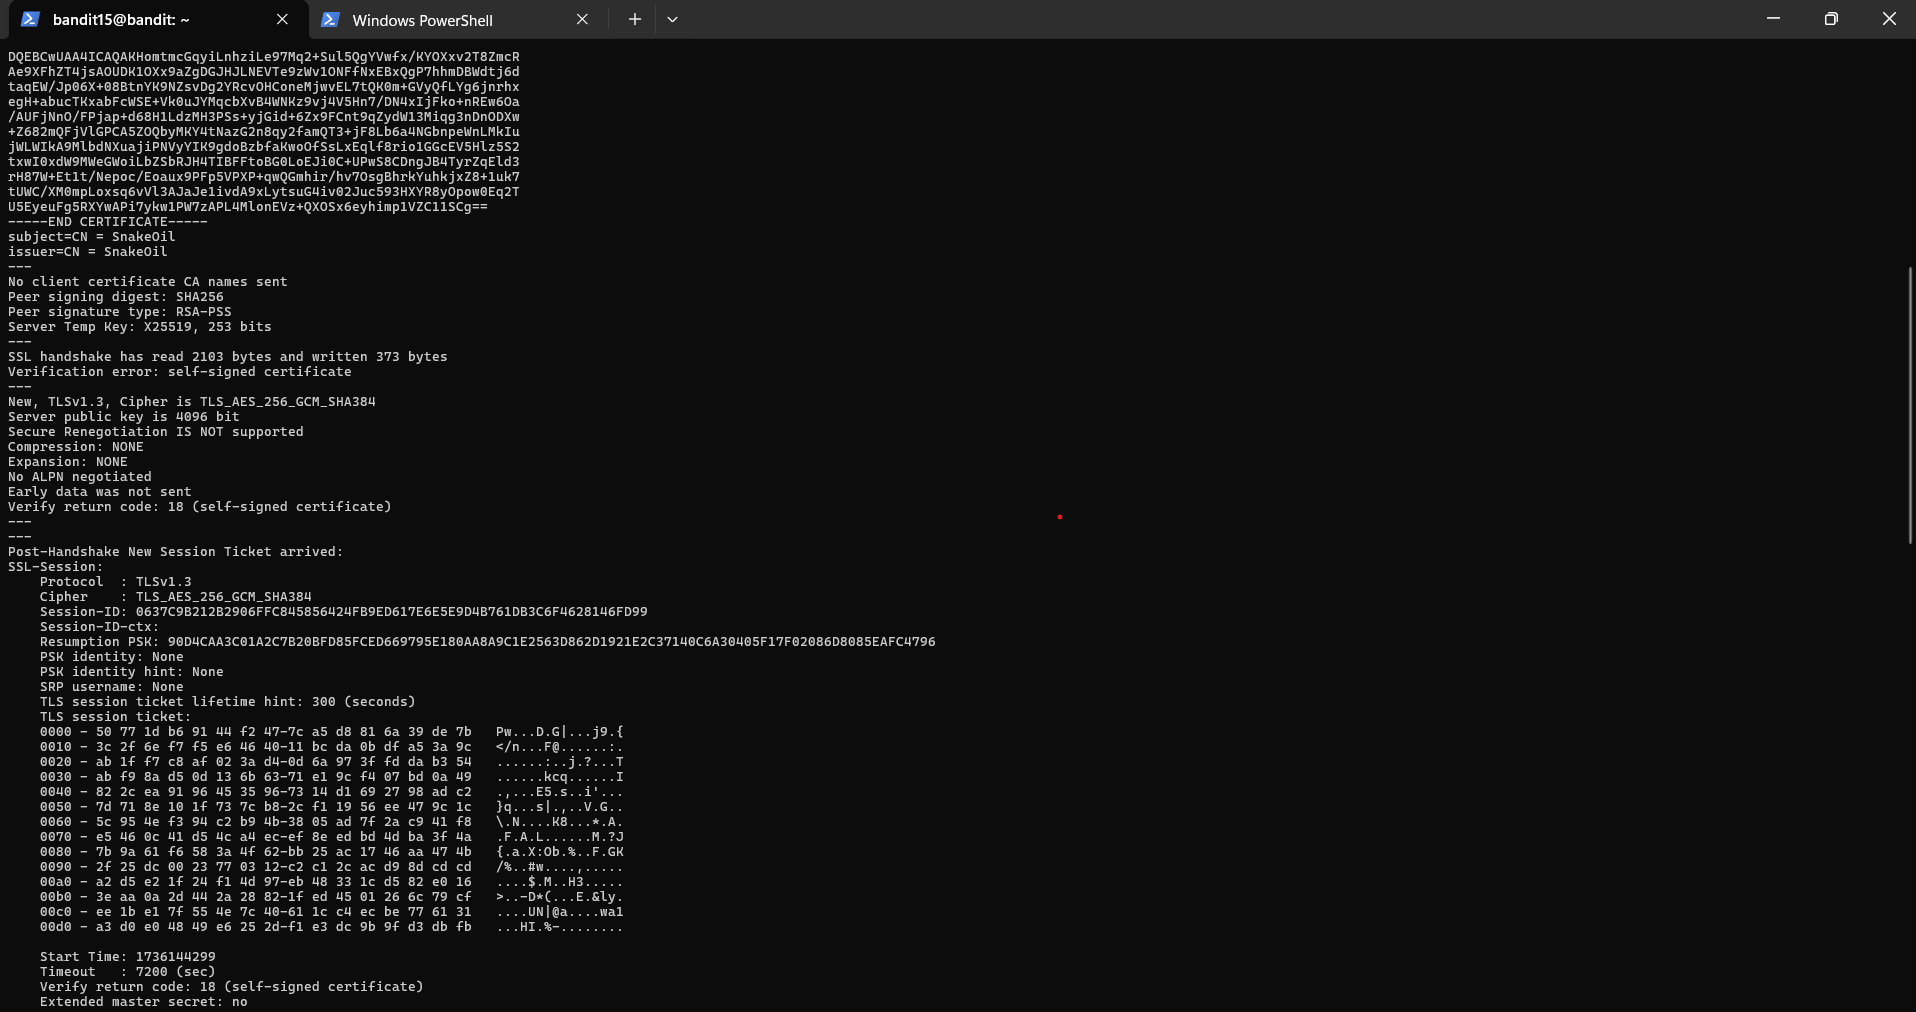 bandit15@bandit: ~
Windows PowerShell
DQEBCwUAA4ICAQAKHomtmcGqyiLnhziLe97Mq2+Sul5QgYVwfx/KYOXxv2T8ZmcR
Ae9XFhZT4jsAOUDK1OXx9aZgDGJHJLNEVTe9zWv1ONFfNxEBxQgP7hhmDBWdtj6d
taqEW/Jp06X+08BtnYK9NZsvDg2YRcvOHConeMjwvEL7tQK0m+GVyQfLYg6jnrhx
egH+abucTKxabFcWSE+Vk0uJYMqcbXvB4WNKz9vj4V5Hn7/DN4xIjFko+nREw6Oa
/AUFjNnO/FPjap+d68H1LdzMH3PSs+yjGid+6Zx9FCnt9qZydW13Miqg3nDnODXw
+Z682mQFjVlGPCA5ZOQbyMKY4tNazG2n8qy2famQT3+jF8Lb6a4NGbnpeWnLMkIu
jWLWIkA9MlbdNXuajiPNVyYIK9gdoBzbfaKwoOfSsLxEqlf8rio1GGcEV5Hlz5S2
txwI0xdW9MWeGWoiLbZSbRJH4TIBFFtoBG0LoEJi0C+UPwS8CDngJB4TyrZqEld3
rH87W+Et1t/Nepoc/Eoaux9PFp5VPXP+qwQGmhir/hv7OsgBhrkYuhkjxZ8+1uk7
tUWC/XM0mpLoxsq6vVl3AJaJe1ivdA9xLytsuG4iv02Juc593HXYR8yOpow0Eq2T
U5EyeuFg5RXYwAPi7ykw1PW7zAPL4MlonEVz+QXOSx6eyhimp1VZC11SCg==
-----END CERTIFICATE-----
subject=CN = SnakeOil
issuer=CN = SnakeOil
---
No client certificate CA names sent
Peer signing digest: SHA256
Peer signature type: RSA-PSS
Server Temp Key: X25519, 253 bits
---
SSL handshake has read 2103 bytes and written 373 bytes
Verification error: self-signed certificate
---
New, TLSv1.3, Cipher is TLS_AES_256_GCM_SHA384
Server public key is 4096 bit
Secure Renegotiation IS NOT supported
Compression: NONE
Expansion: NONE
No ALPN negotiated
Early data was not sent
Verify return code: 18 (self-signed certificate)
---
---
Post-Handshake New Session Ticket arrived:
SSL-Session:
    Protocol  : TLSv1.3
    Cipher    : TLS_AES_256_GCM_SHA384
    Session-ID: 0637C9B212B2906FFC845856424FB9ED617E6E5E9D4B761DB3C6F4628146FD99
    Session-ID-ctx:
    Resumption PSK: 90D4CAA3C01A2C7B20BFD85FCED669795E180AA8A9C1E2563D862D1921E2C37140C6A30405F17F02086D8085EAFC4796
    PSK identity: None
    PSK identity hint: None
    SRP username: None
    TLS session ticket lifetime hint: 300 (seconds)
    TLS session ticket:
    0000 - 50 77 1d b6 91 44 f2 47-7c a5 d8 81 6a 39 de 7b   Pw...D.G|...j9.{
    0010 - 3c 2f 6e f7 f5 e6 46 40-11 bc da 0b df a5 3a 9c   </n...F@......:.
    0020 - ab 1f f7 c8 af 02 3a d4-0d 6a 97 3f fd da b3 54   ......:..j.?...T
    0030 - ab f9 8a d5 0d 13 6b 63-71 e1 9c f4 07 bd 0a 49   ......kcq......I
    0040 - 82 2c ea 91 96 45 35 96-73 14 d1 69 27 98 ad c2   .,...E5.s..i'...
    0050 - 7d 71 8e 10 1f 73 7c b8-2c f1 19 56 ee 47 9c 1c   }q...s|.,..V.G..
    0060 - 5c 95 4e f3 94 c2 b9 4b-38 05 ad 7f 2a c9 41 f8   \.N....K8...*.A.
    0070 - e5 46 0c 41 d5 4c a4 ec-ef 8e ed bd 4d ba 3f 4a   .F.A.L......M.?J
    0080 - 7b 9a 61 f6 58 3a 4f 62-bb 25 ac 17 46 aa 47 4b   {.a.X:Ob.%..F.GK
    0090 - 2f 25 dc 00 23 77 03 12-c2 c1 2c ac d9 8d cd cd   /%..#w....,.....
    00a0 - a2 d5 e2 1f 24 f1 4d 97-eb 48 33 1c d5 82 e0 16   ....$.M..H3.....
    00b0 - 3e aa 0a 2d 44 2a 28 82-1f ed 45 01 26 6c 79 cf   >..-D*(...E.&ly.
    00c0 - ee 1b e1 7f 55 4e 7c 40-61 1c c4 ec be 77 61 31   ....UN|@a....wa1
    00d0 - a3 d0 e0 48 49 e6 25 2d-f1 e3 dc 9b 9f d3 db fb   ...HI.%-........
    Start Time: 1736144299
    Timeout   : 7200 (sec)
    Verify return code: 18 (self-signed certificate)
    Extended master secret: no